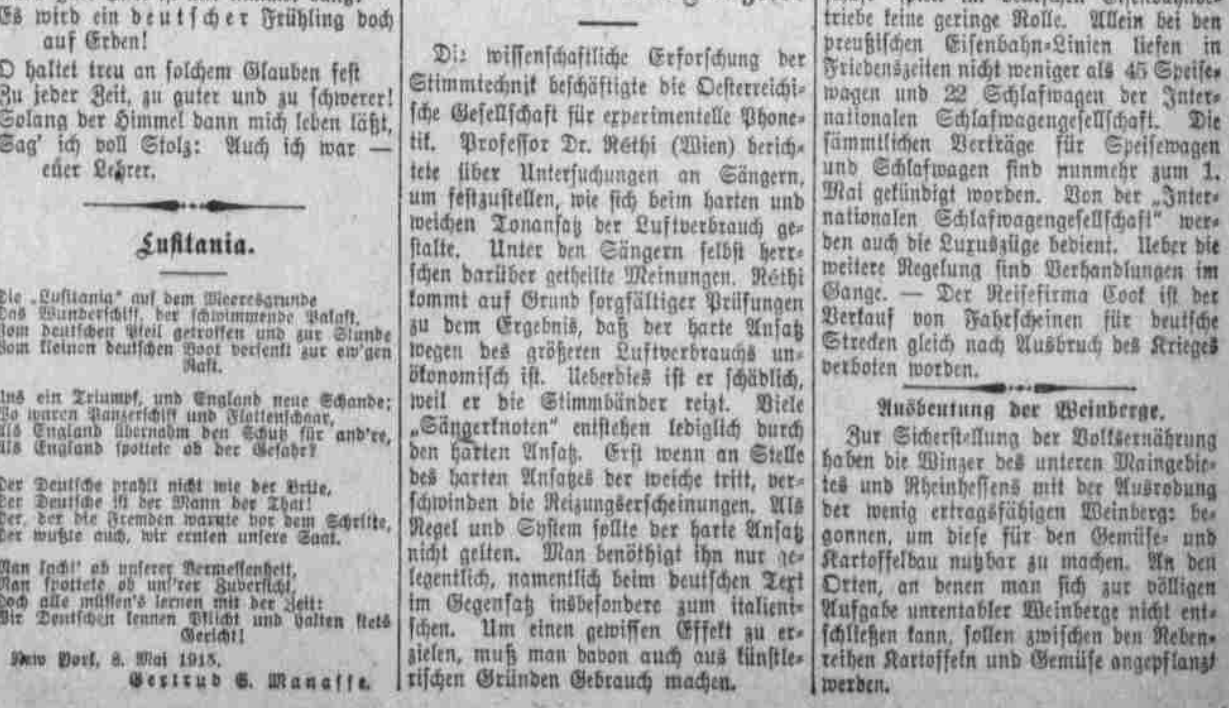 Es wird ein deutscher Frühling doch
auf Erden!
O haltet treu an solchem Glauben fest
Zu jeder Zeit, zu guter und zu schwerer!
Solang der Himmel dann mich leben läßt,
Sag' ich voll Stolz: Auch ich war —
euer Lehrer.
Lusitania.
Die „Lusitania" auf dem Meeresgrunde
Das Wunderschiff, der schwimmende Palast,
Vom deutschen Pfeil getroffen und zur Stunde
Vom kleinen deutschen Boot versenkt zur ew'gen
Rast.
Uns ein Triumpf, und England neue Schande;
Wo waren Panzerschiff und Flottenschaar,
Als England übernahm den Schutz für and're,
Als England spottete ob der Gefahr?
Der Deutsche prahlt nicht wie der Brite,
Der Deutsche ist der Mann der That!
Der, der die Fremden warnte vor dem Schritte,
Der wußte auch, wir ernten unsere Saat.
Man lacht' ob unserer Vermessenheit,
Man spottete ob uns'rer Zuversicht,
Doch alle müssen's lernen mit der Zeit:
Wir Deutschen kennen Pflicht und halten stets
Gericht!
New York, 8. Mai 1915.
Gertrud S. Manasse.
Die wissenschaftliche Erforschung der
Stimmtechnik beschäftigte die Oesterreichi-
sche Gesellschaft für experimentelle Phone-
tik. Professor Dr. Réthi (Wien) berich-
tete über Untersuchungen an Sängern,
um festzustellen, wie sich beim harten und
weichen Tonansatz der Luftverbrauch ge-
stalte. Unter den Sängern selbst herr-
schen darüber getheilte Meinungen. Réthi
kommt auf Grund sorgfältiger Prüfungen
zu dem Ergebnis, daß der harte Ansatz
wegen des größeren Luftverbrauchs un-
ökonomisch ist. Ueberdies ist er schädlich,
weil er die Stimmbänder reizt. Viele
„Sängerknoten" entstehen lediglich durch
den harten Ansatz. Erst wenn an Stelle
des harten Ansatzes der weiche tritt, ver-
schwinden die Reizungserscheinungen. Als
Regel und System sollte der harte Ansatz
nicht gelten. Man benöthigt ihn nur ge-
legentlich, namentlich beim deutschen Text
im Gegensatz insbesondere zum italieni-
schen. Um einen gewissen Effekt zu er-
zielen, muß man davon auch aus künstle-
rischen Gründen Gebrauch machen.
triebe keine geringe Rolle. Allein bei den
preußischen Eisenbahn-Linien liefen in
Friedenszeiten nicht weniger als 45 Speise-
wagen und 22 Schlafwagen der Inter-
nationalen Schlafwagengesellschaft. Die
sämmtlichen Verträge für Speisewagen
und Schlafwagen sind nunmehr zum 1.
Mai gekündigt worden. Von der „Inter-
nationalen Schlafwagengesellschaft" wer-
den auch die Luxuszüge bedient. Ueber die
weitere Regelung sind Verhandlungen im
Gange. — Der Reisefirma Cook ist der
Verkauf von Fahrscheinen für deutsche
Strecken gleich nach Ausbruch des Krieges
verboten worden.
Ausbeutung der Weinberge.
Zur Sicherstellung der Volksernährung
haben die Winzer des unteren Maingebie-
tes und Rheinhessens mit der Ausrodung
der wenig ertragsfähigen Weinberge be-
gonnen, um diese für den Gemüse- und
Kartoffelbau nutzbar zu machen. An den
Orten, an denen man sich zur völligen
Aufgabe unrentabler Weinberge nicht ent-
schließen kann, sollen zwischen den Reben-
reihen Kartoffeln und Gemüse angepflanzt
werden.